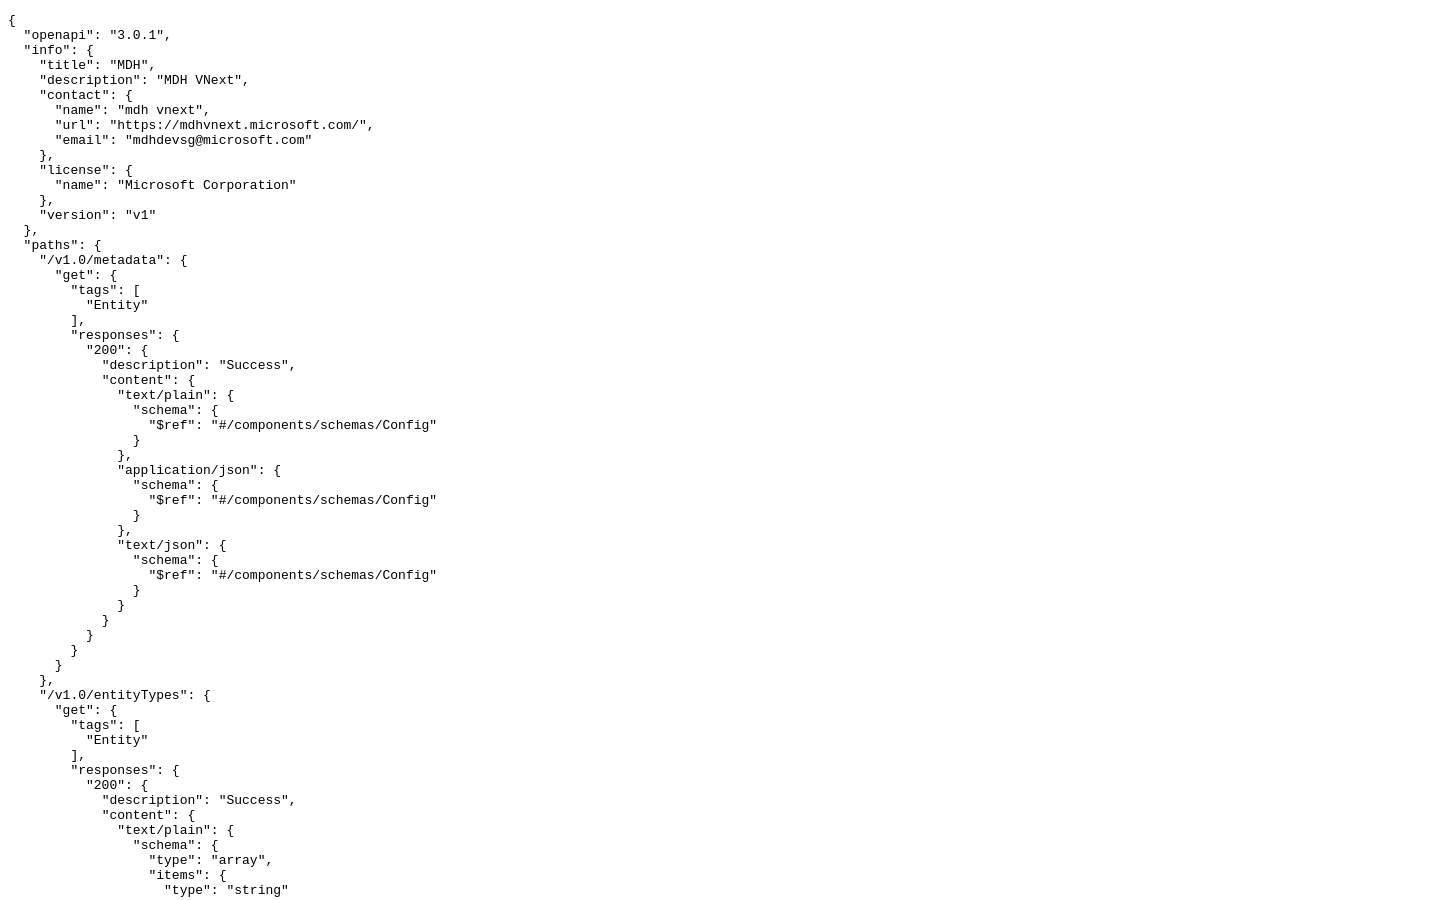 {
  "openapi": "3.0.1",
  "info": {
    "title": "MDH",
    "description": "MDH VNext",
    "contact": {
      "name": "mdh vnext",
      "url": "https://mdhvnext.microsoft.com/",
      "email": "mdhdevsg@microsoft.com"
    },
    "license": {
      "name": "Microsoft Corporation"
    },
    "version": "v1"
  },
  "paths": {
    "/v1.0/metadata": {
      "get": {
        "tags": [
          "Entity"
        ],
        "responses": {
          "200": {
            "description": "Success",
            "content": {
              "text/plain": {
                "schema": {
                  "$ref": "#/components/schemas/Config"
                }
              },
              "application/json": {
                "schema": {
                  "$ref": "#/components/schemas/Config"
                }
              },
              "text/json": {
                "schema": {
                  "$ref": "#/components/schemas/Config"
                }
              }
            }
          }
        }
      }
    },
    "/v1.0/entityTypes": {
      "get": {
        "tags": [
          "Entity"
        ],
        "responses": {
          "200": {
            "description": "Success",
            "content": {
              "text/plain": {
                "schema": {
                  "type": "array",
                  "items": {
                    "type": "string"